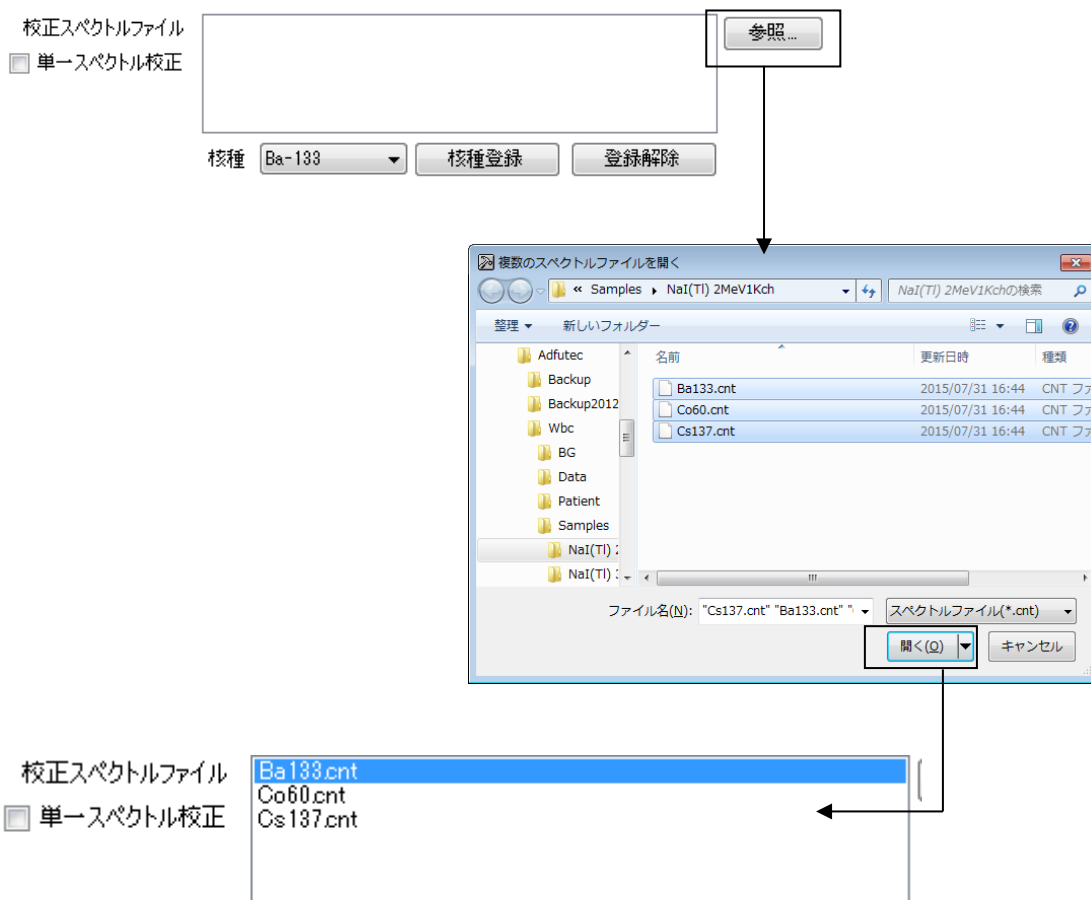 校正スペクトルファイル
参照...
単一スペクトル校正
核種
Ba-133
核種登録
登録解除
複数のスペクトルファイルを開く
« Samples
NaI(Tl) 2MeV1Kch
NaI(Tl) 2MeV1Kchの検索
整理
新しいフォルダー
Adfutec
Backup
Backup2012
Wbc
BG
Data
Patient
Samples
NaI(Tl)
NaI(Tl)
名前
更新日時
種類
Ba133.cnt
2015/07/31 16:44
CNT ファ
Co60.cnt
2015/07/31 16:44
CNT ファ
Cs137.cnt
2015/07/31 16:44
CNT ファ
ファイル名(N):
"Cs137.cnt" "Ba133.cnt" "
スペクトルファイル(*.cnt)
開く(O)
キャンセル
校正スペクトルファイル
単一スペクトル校正
Ba133.cnt
Co60.cnt
Cs137.cnt